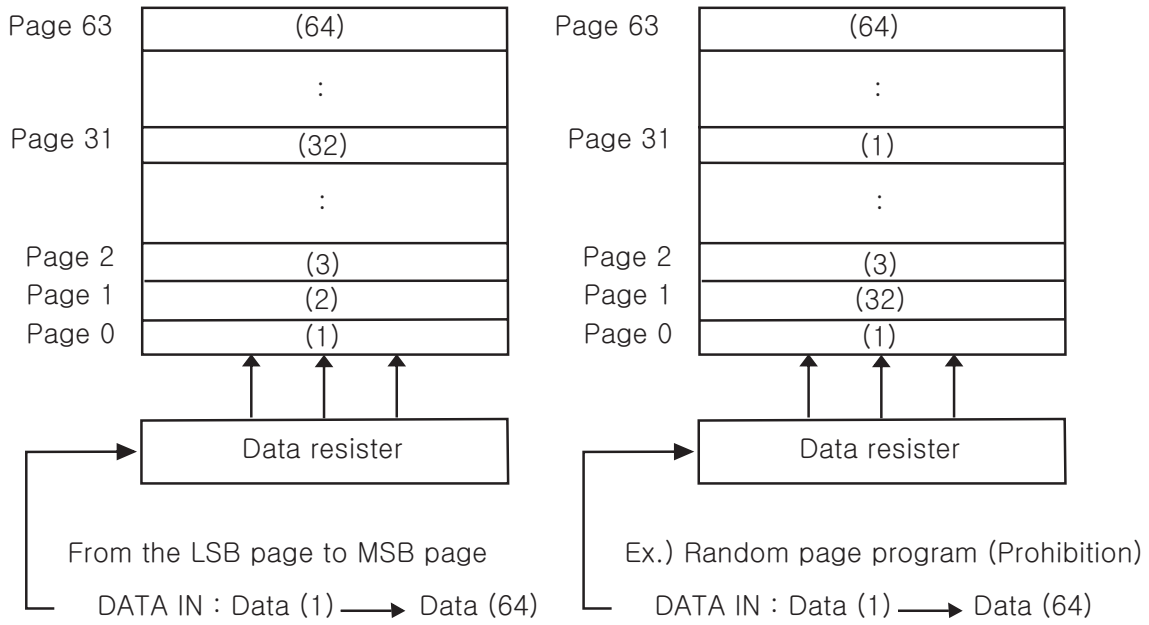 Page 63 (64)
:
Page 31 (32)
:
Page 2 (3)
Page 1 (2)
Page 0 (1)
Data resister
From the LSB page to MSB page
DATA IN : Data (1) Data (64)
Page 63 (64)
:
Page 31 (1)
:
Page 2 (3)
Page 1 (32)
Page 0 (1)
Data resister
Ex.) Random page program (Prohibition)
DATA IN : Data (1) Data (64)